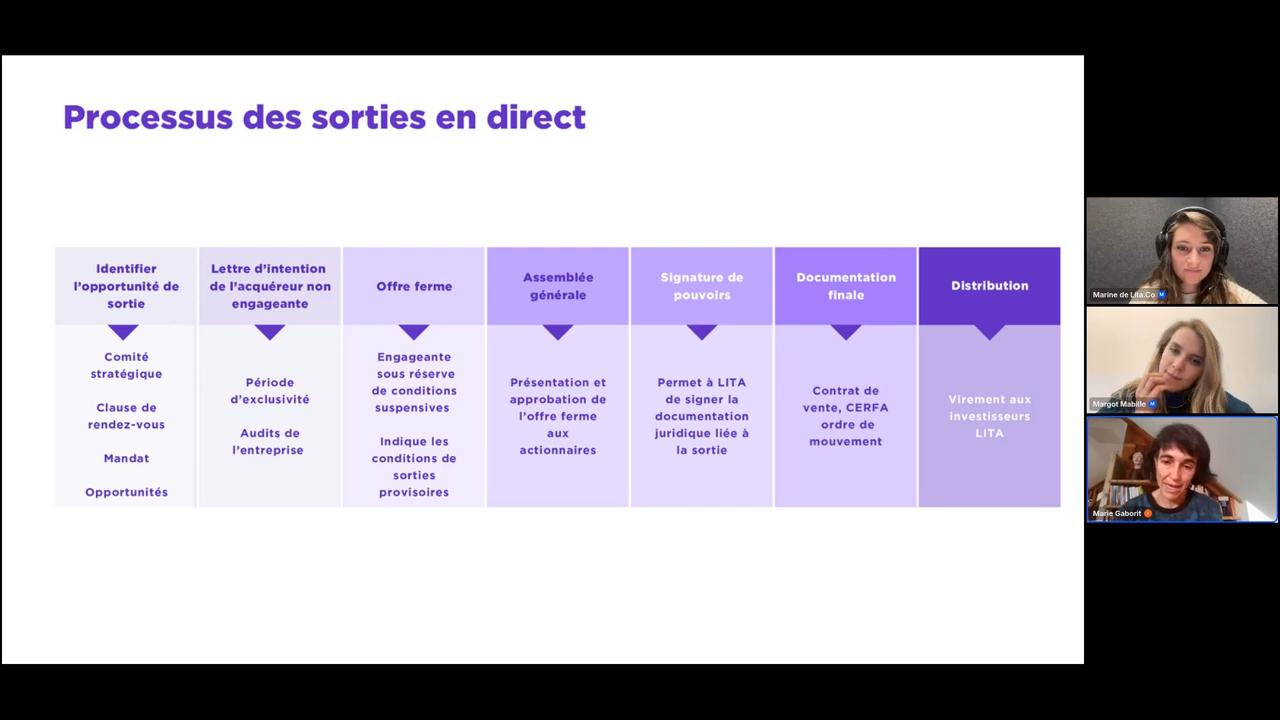 Processus des sorties en direct
Identifier
l'opportunité de
sortie
Lettre d'intention
de l'acquéreur non
engageante
Offre ferme
Assemblée
générale
Signature de
pouvoirs
Documentation
finale
Distribution
Comité
stratégique
Clause de
rendez-vous
Mandat
Opportunités
Période
d'exclusivité
Audits de
l'entreprise
Engageante
sous réserve
de conditions
suspensives
Indique les
conditions de
sorties
provisoires
Présentation et
approbation de
l'offre ferme
aux
actionnaires
Permet à LITA
de signer la
documentation
juridique liée à
la sortie
Contrat de
vente, CERFA
ordre de
mouvement
Virement aux
investisseurs
LITA
Marine de Lita.Co M
Margot Mabille M
Marie Gaborit